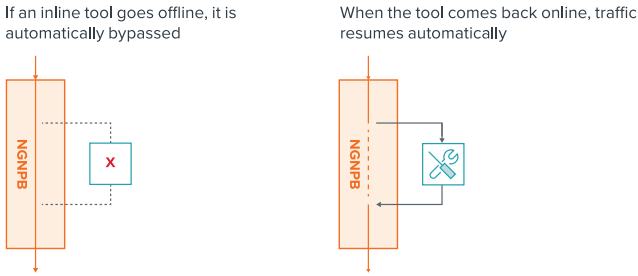 If an inline tool goes offline, it is
automatically bypassed
When the tool comes back online, traffic
resumes automatically
NGNPB
X
NGNPB